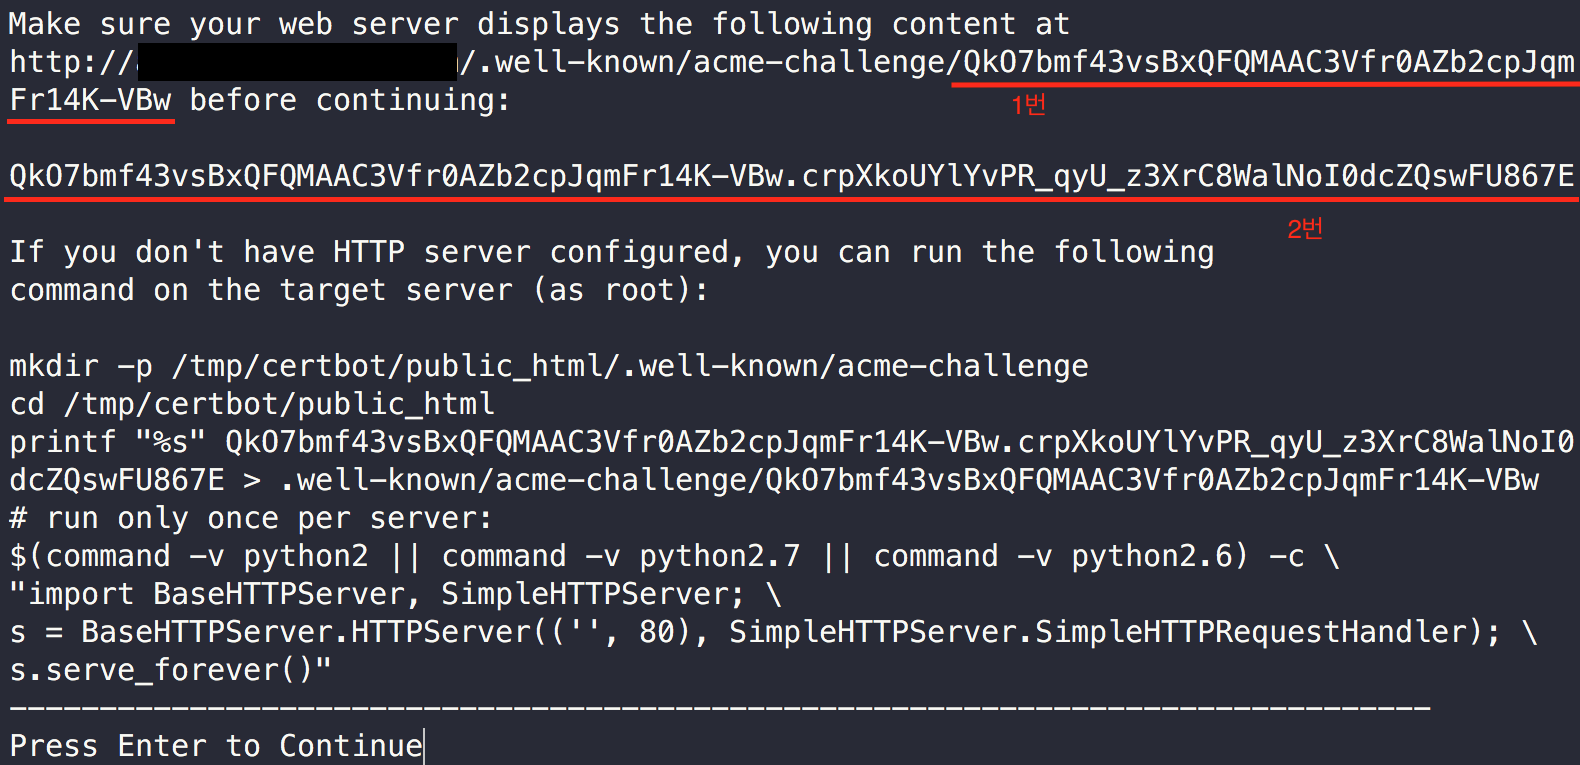 Make sure your web server displays the following content at
http:// /.well-known/acme-challenge/QkO7bmf43vsBxQFQMAAC3Vfr0AZb2cpJqm
Fr14K-VBw before continuing:
1번
QkO7bmf43vsBxQFQMAAC3Vfr0AZb2cpJqmFr14K-VBw.crpXkoUYlYvPR_qyU_z3XrC8WalNoI0dcZQswFU867E
2번
If you don't have HTTP server configured, you can run the following
command on the target server (as root):
mkdir -p /tmp/certbot/public_html/.well-known/acme-challenge
cd /tmp/certbot/public_html
printf "%s" QkO7bmf43vsBxQFQMAAC3Vfr0AZb2cpJqmFr14K-VBw.crpXkoUYlYvPR_qyU_z3XrC8WalNoI0
dcZQswFU867E > .well-known/acme-challenge/QkO7bmf43vsBxQFQMAAC3Vfr0AZb2cpJqmFr14K-VBw
# run only once per server:
$(command -v python2 || command -v python2.7 || command -v python2.6) -c \
"import BaseHTTPServer, SimpleHTTPServer; \
s = BaseHTTPServer.HTTPServer(('', 80), SimpleHTTPServer.SimpleHTTPRequestHandler); \
s.serve_forever()"
-------------------------------------------------------------------------------
Press Enter to Continue